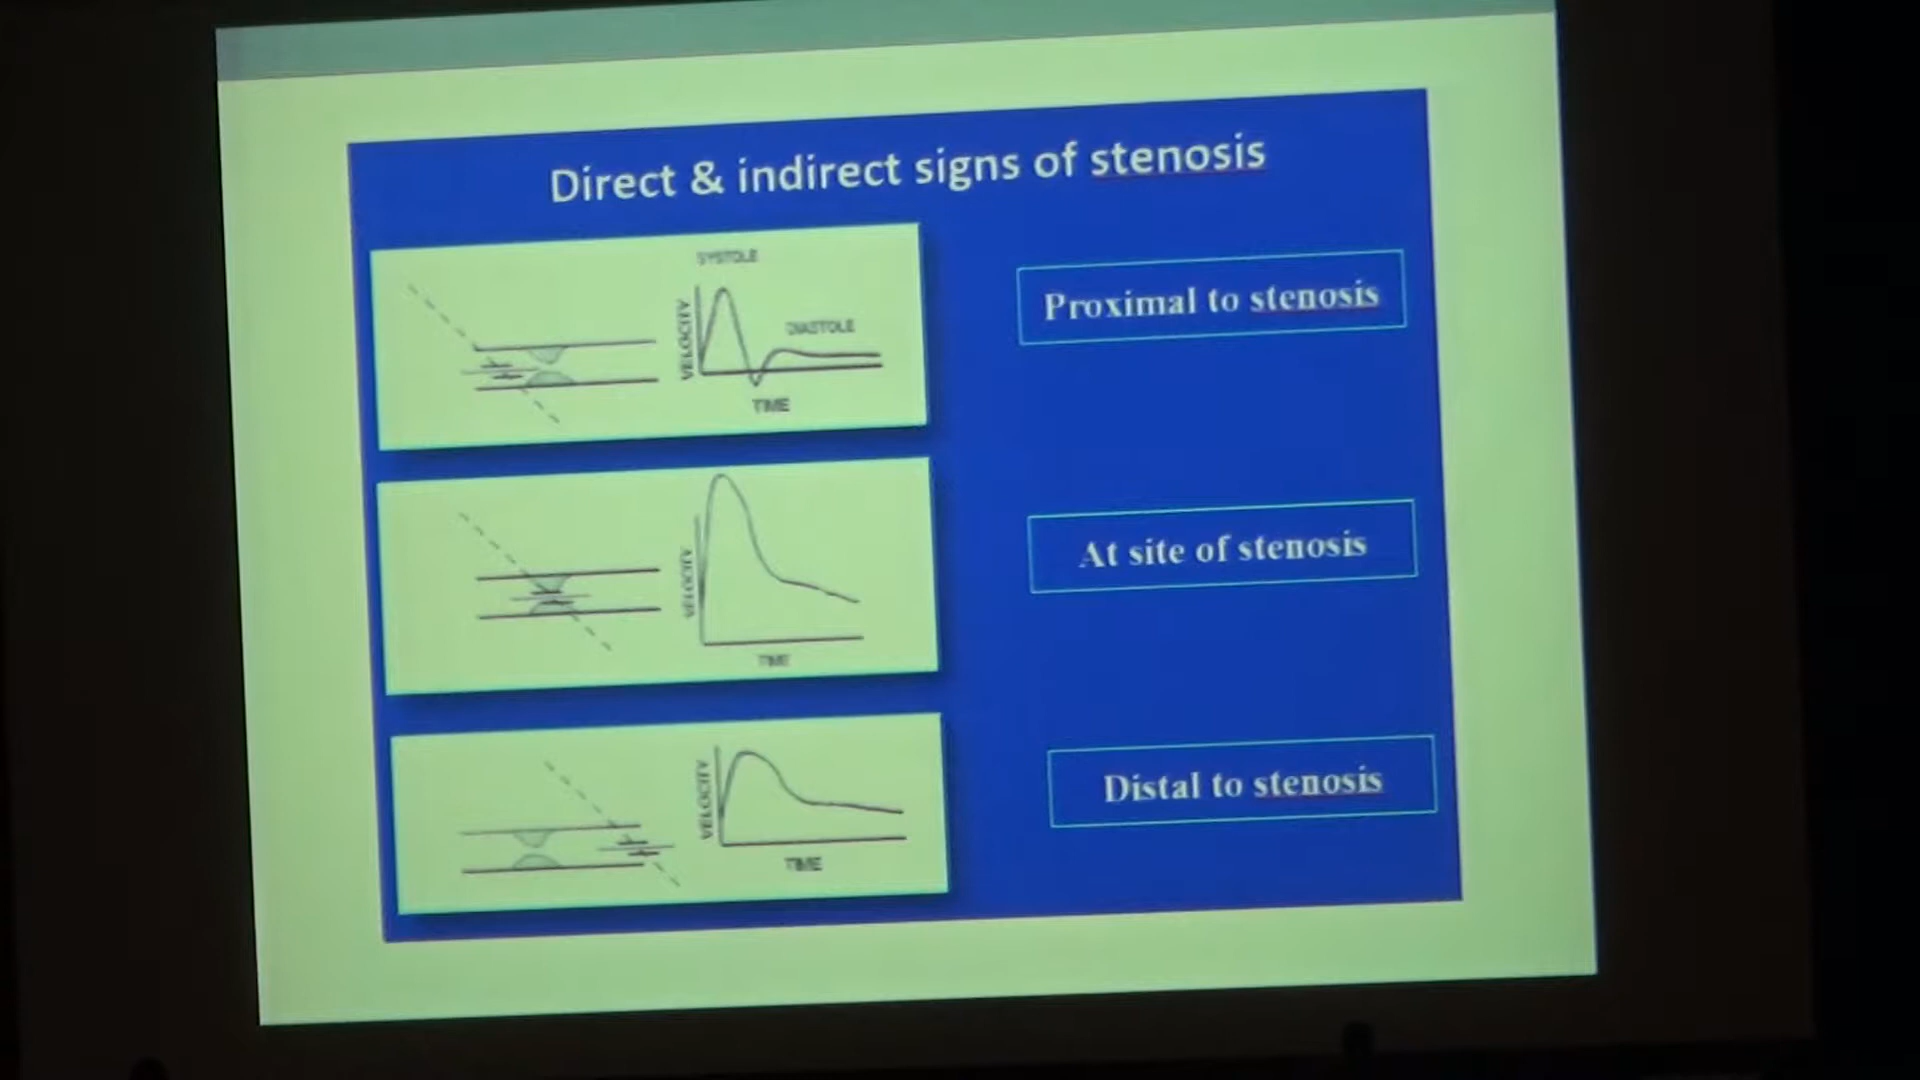 Direct & indirect signs of stenosis
SYSTOLE
VELOCITY
DIASTOLE
TIME
Proximal to stenosis
VELOCITY
TIME
At site of stenosis
VELOCITY
TIME
Distal to stenosis